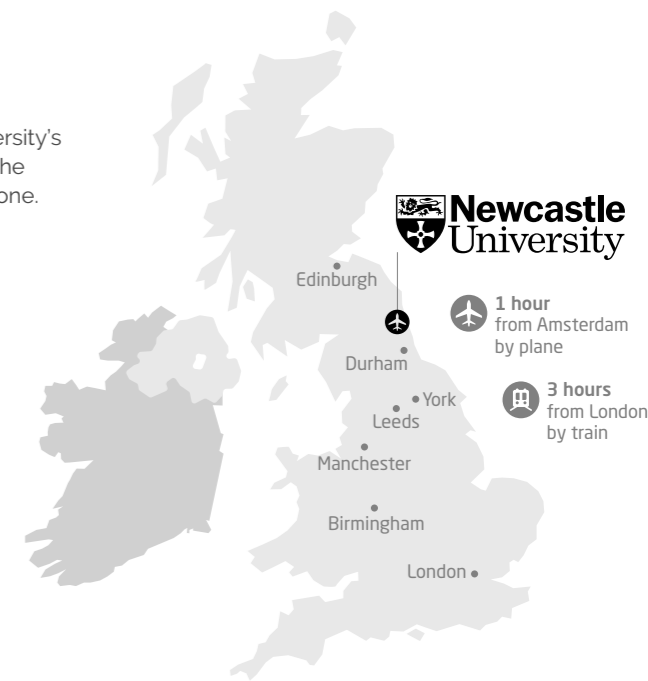 ersity's
he
one.
Newcastle
University
Edinburgh
1 hour
from Amsterdam
by plane
Durham
3 hours
from London
by train
York
Leeds
Manchester
Birmingham
London